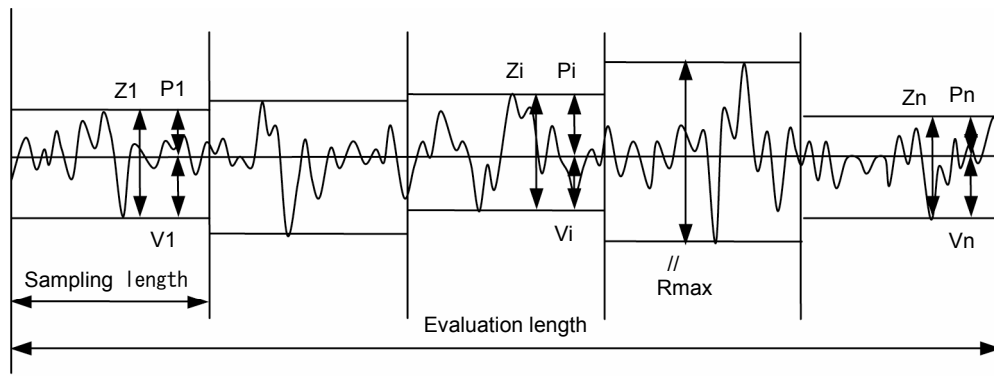 Z1 P1
Zi Pi
Zn Pn
V1
Vi
Vn
//
Rmax
Sampling length
Evaluation length